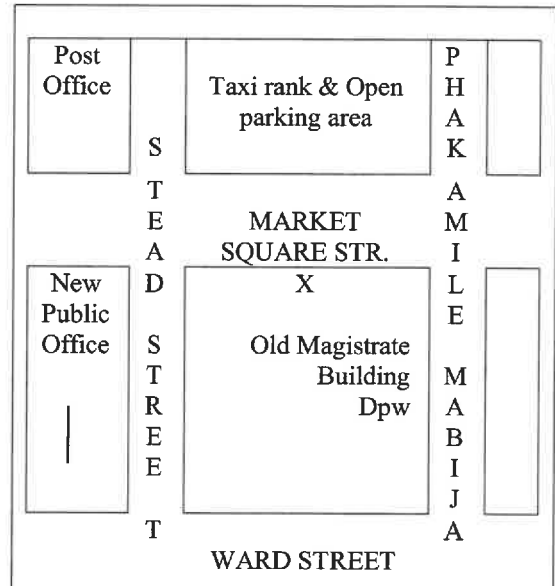 Post
Office
Taxi rank & Open
parking area
STEAD STREET
PHAKAMILE MABIJA
MARKET
SQUARE STR.
New
Public
Office
X
Old Magistrate
Building
Dpw
WARD STREET